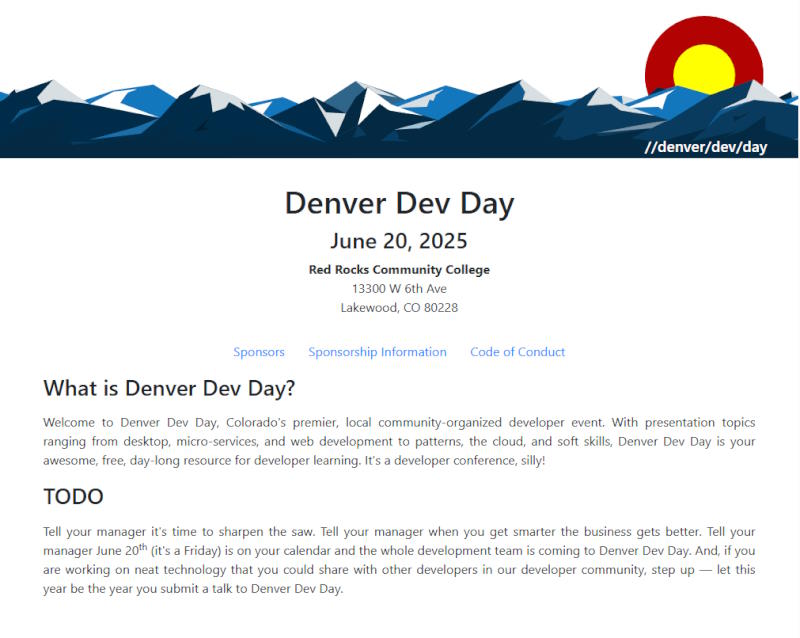 //denver/dev/day
Denver Dev Day
June 20, 2025
Red Rocks Community College
13300 W 6th Ave
Lakewood, CO 80228
Sponsors Sponsorship Information Code of Conduct
What is Denver Dev Day?
Welcome to Denver Dev Day, Colorado's premier, local community-organized developer event. With presentation topics
ranging from desktop, micro-services, and web development to patterns, the cloud, and soft skills, Denver Dev Day is your
awesome, free, day-long resource for developer learning. It's a developer conference, silly!
TODO
Tell your manager it's time to sharpen the saw. Tell your manager when you get smarter the business gets better. Tell your
manager June 20th (it's a Friday) is on your calendar and the whole development team is coming to Denver Dev Day. And, if you
are working on neat technology that you could share with other developers in our developer community, step up — let this
year be the year you submit a talk to Denver Dev Day.